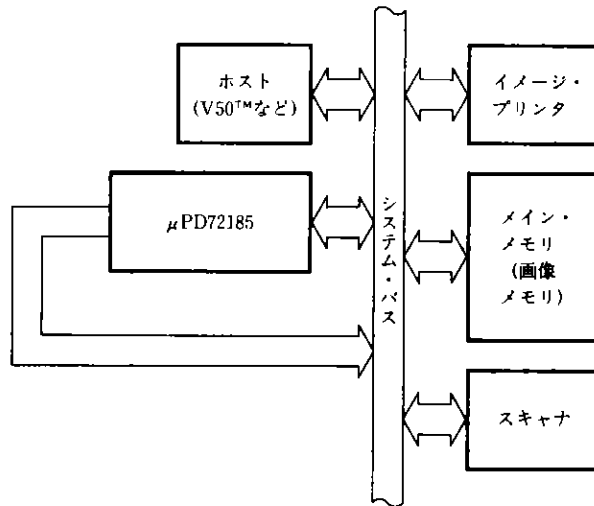 ホスト
(V50™など)
イメージ・
プリンタ
μPD72185
システム・バス
メイン・
メモリ
(画像
メモリ)
スキャナ